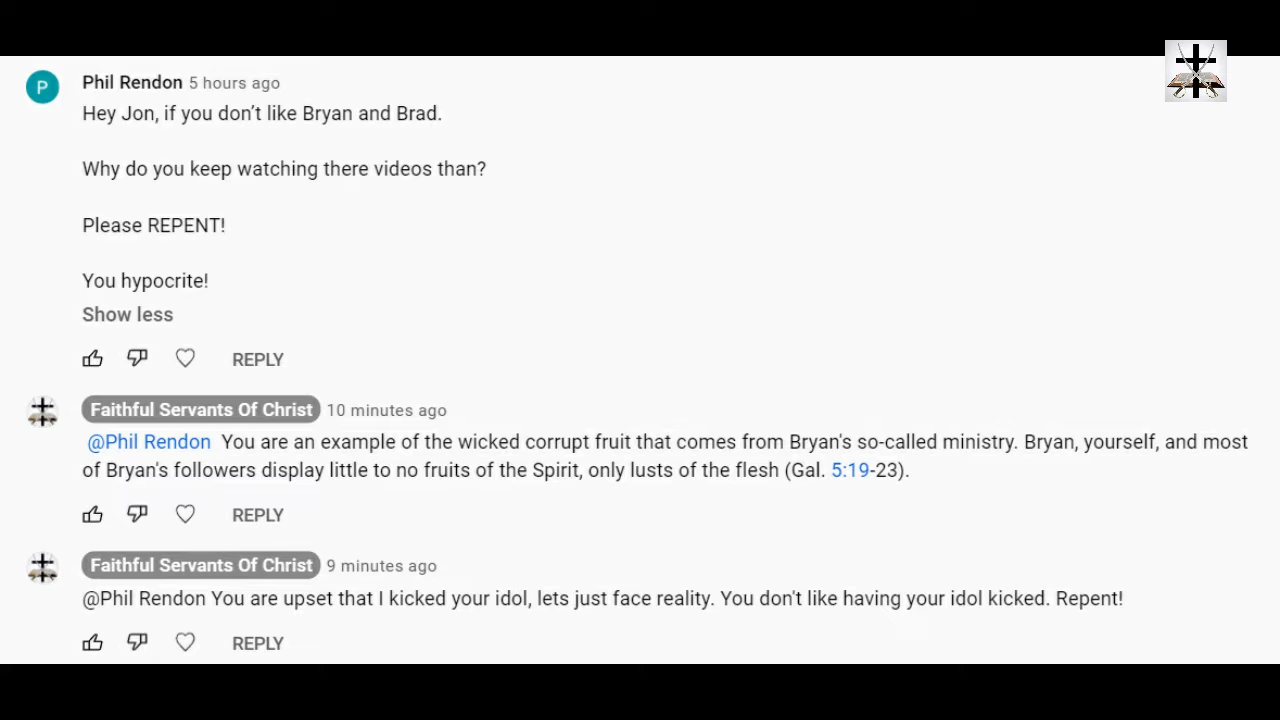 P
Phil Rendon 5 hours ago
Hey Jon, if you don’t like Bryan and Brad.
Why do you keep watching there videos than?
Please REPENT!
You hypocrite!
Show less
REPLY
Faithful Servants Of Christ 10 minutes ago
@Phil Rendon You are an example of the wicked corrupt fruit that comes from Bryan's so-called ministry. Bryan, yourself, and most
of Bryan's followers display little to no fruits of the Spirit, only lusts of the flesh (Gal. 5:19-23).
REPLY
Faithful Servants Of Christ 9 minutes ago
@Phil Rendon You are upset that I kicked your idol, lets just face reality. You don't like having your idol kicked. Repent!
REPLY